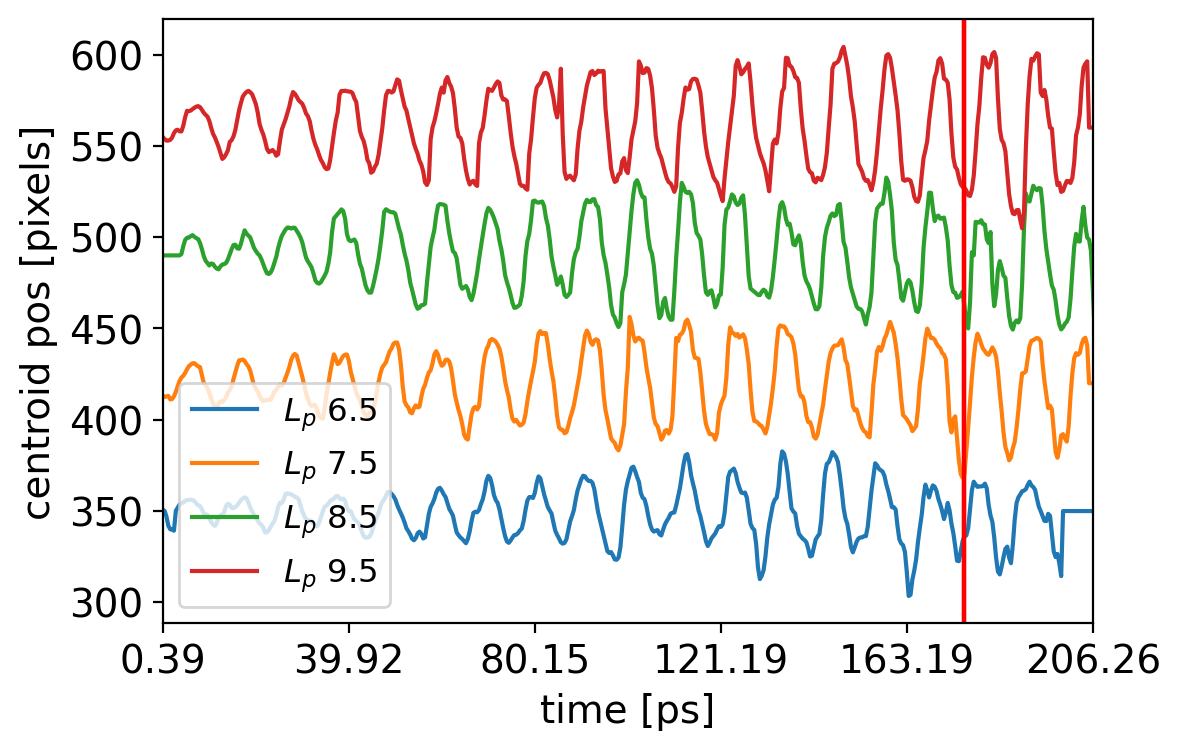 600
550
500
450
400
350
300
centroid pos [pixels]
L_p 6.5
L_p 7.5
L_p 8.5
L_p 9.5
0.39 39.92 80.15 121.19 163.19 206.26
time [ps]